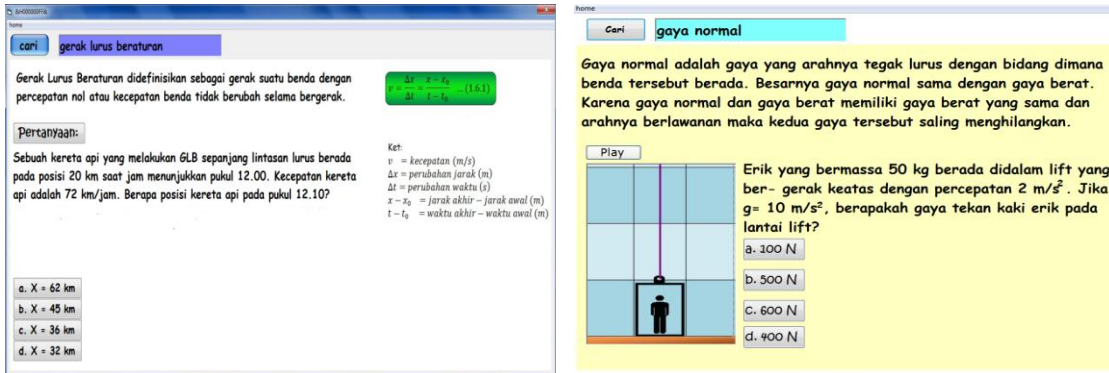 home
cari
gerak lurus beraturan
Gerak Lurus Beraturan didefinisikan sebagai gerak suatu benda dengan
percepatan nol atau kecepatan benda tidak berubah selama bergerak.
v = Δx/Δt = x − x₀/t − t₀ ...(1.6.1)
Pertanyaan:
Sebuah kereta api yang melakukan GLB sepanjang lintasan lurus berada
pada posisi 20 km saat jam menunjukkan pukul 12.00. Kecepatan kereta
api adalah 72 km/jam. Berapa posisi kereta api pada pukul 12.10?
Ket:
v = kecepatan (m/s)
Δx = perubahan jarak (m)
Δt = perubahan waktu (s)
x − x₀ = jarak akhir − jarak awal (m)
t − t₀ = waktu akhir − waktu awal (m)
a. X = 62 km
b. X = 45 km
c. X = 36 km
d. X = 32 km
home
Cari
gaya normal
Gaya normal adalah gaya yang arahnya tegak lurus dengan bidang dimana
benda tersebut berada. Besarnya gaya normal sama dengan gaya berat.
Karena gaya normal dan gaya berat memiliki gaya berat yang sama dan
arahnya berlawanan maka kedua gaya tersebut saling menghilangkan.
Play
Erik yang bermassa 50 kg berada didalam lift yang
ber- gerak keatas dengan percepatan 2 m/s². Jika
g= 10 m/s², berapakah gaya tekan kaki erik pada
lantai lift?
a. 100 N
b. 500 N
c. 600 N
d. 400 N